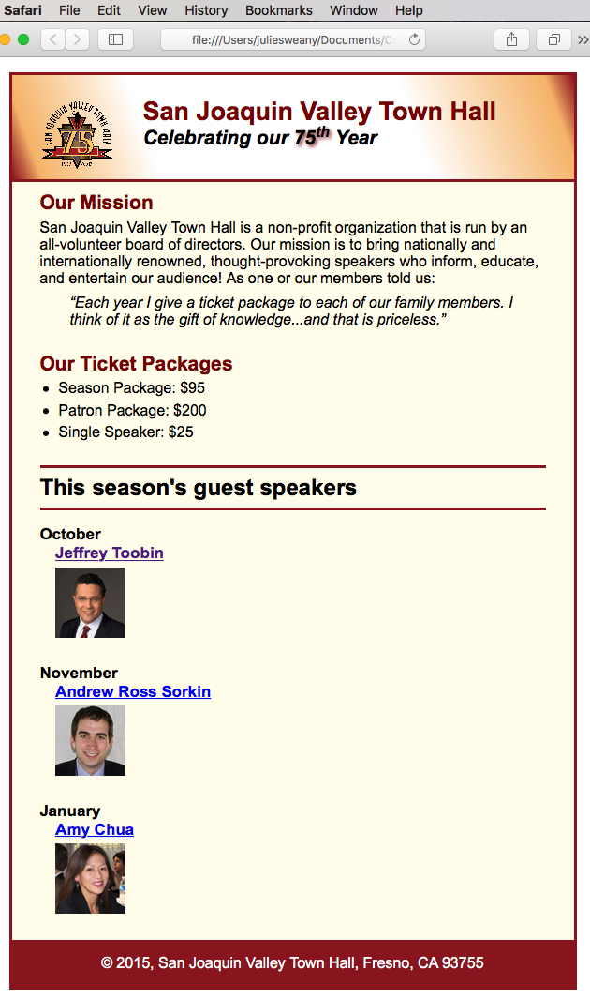 Safari File Edit View History Bookmarks Window Help
file:///Users/juliesweany/Documents/C
San Joaquin Valley Town Hall
Celebrating our 75th Year
SAN JOAQUIN VALLEY TOWN HALL
75
Our Mission
San Joaquin Valley Town Hall is a non-profit organization that is run by an
all-volunteer board of directors. Our mission is to bring nationally and
internationally renowned, thought-provoking speakers who inform, educate,
and entertain our audience! As one or our members told us:
“Each year I give a ticket package to each of our family members. I
think of it as the gift of knowledge...and that is priceless.”
Our Ticket Packages
Season Package: $95
Patron Package: $200
Single Speaker: $25
This season's guest speakers
October
Jeffrey Toobin
November
Andrew Ross Sorkin
January
Amy Chua
© 2015, San Joaquin Valley Town Hall, Fresno, CA 93755